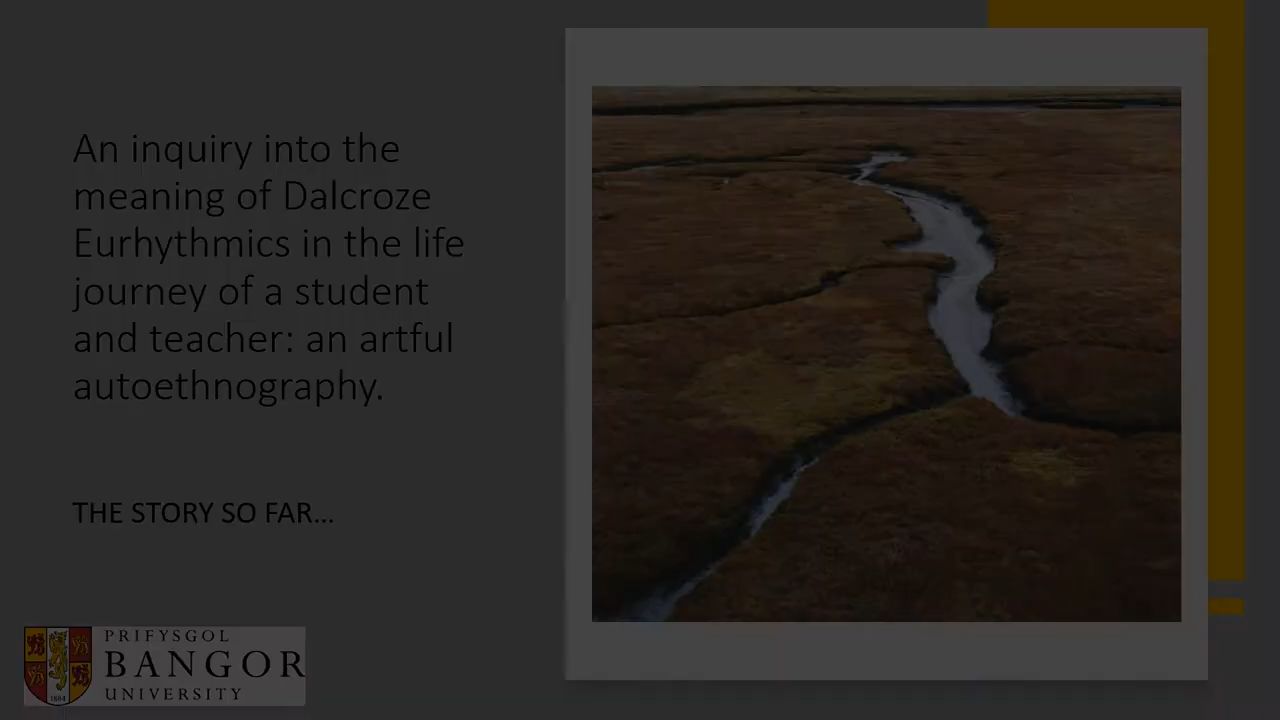 An inquiry into the
meaning of Dalcroze
Eurhythmics in the life
journey of a student
and teacher: an artful
autoethnography.
THE STORY SO FAR...
PRIFYSGOL
BANGOR
UNIVERSITY
1884